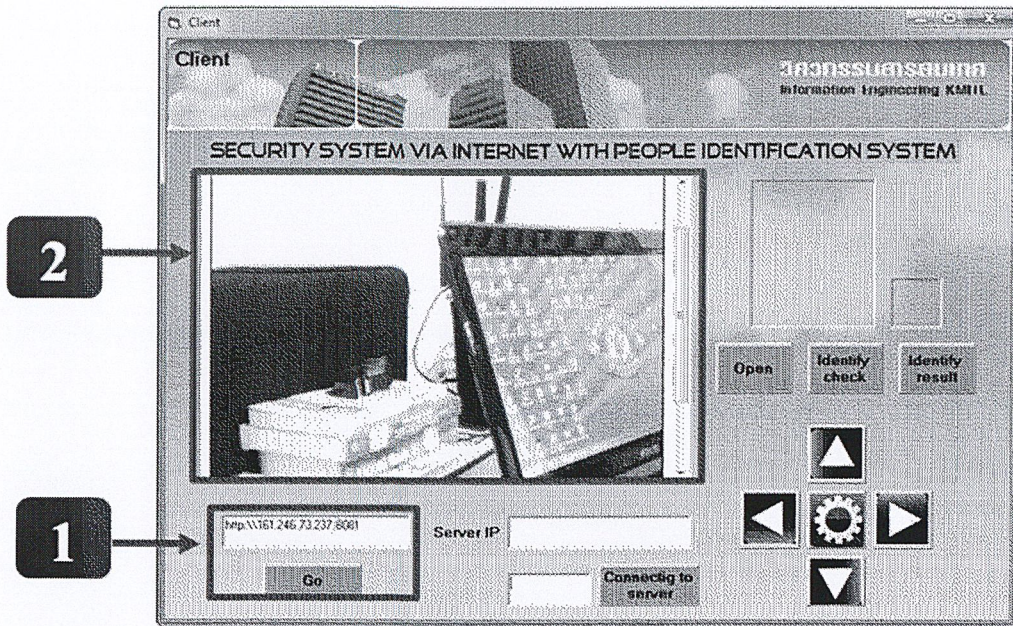 Client
Client
วิศวกรรมสารสนเทศ
Information Engineering KMITL
SECURITY SYSTEM VIA INTERNET WITH PEOPLE IDENTIFICATION SYSTEM
2
Open
Identify check
Identify result
1
http:\\161.246.73.237:8081
Go
Server IP
Connectig to server